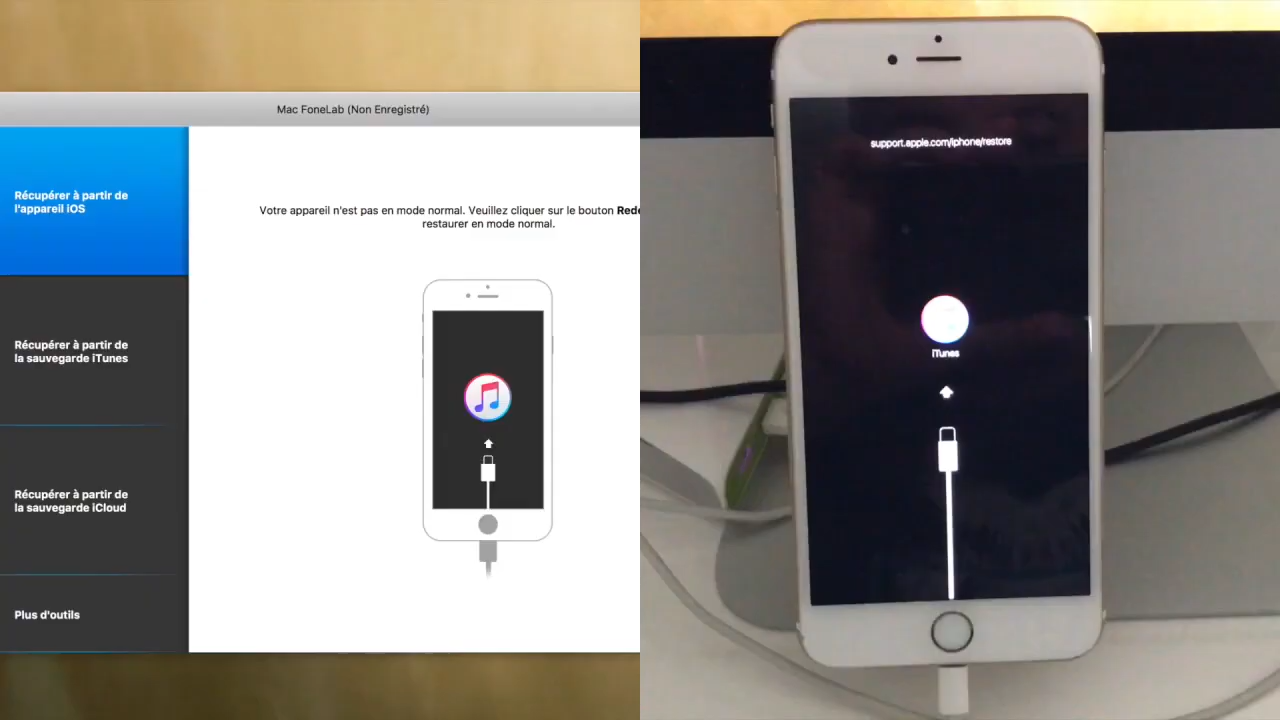 Mac FoneLab (Non Enregistré)
Récupérer à partir de
l'appareil iOS
Votre appareil n'est pas en mode normal. Veuillez cliquer sur le bouton
restaurer en mode normal.
Récupérer à partir de
la sauvegarde iTunes
Récupérer à partir de
la sauvegarde iCloud
Plus d'outils
support.apple.com/iphone/restore
iTunes